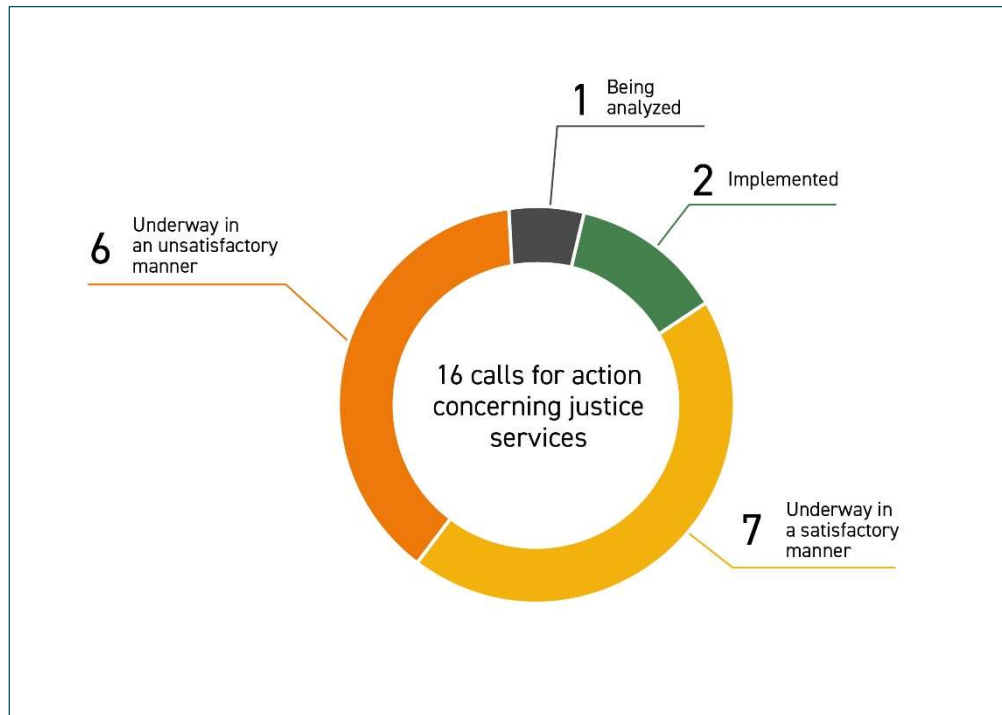 1 Being
analyzed
2 Implemented
6 Underway in
an unsatisfactory
manner
16 calls for action
concerning justice
services
7 Underway in
a satisfactory
manner